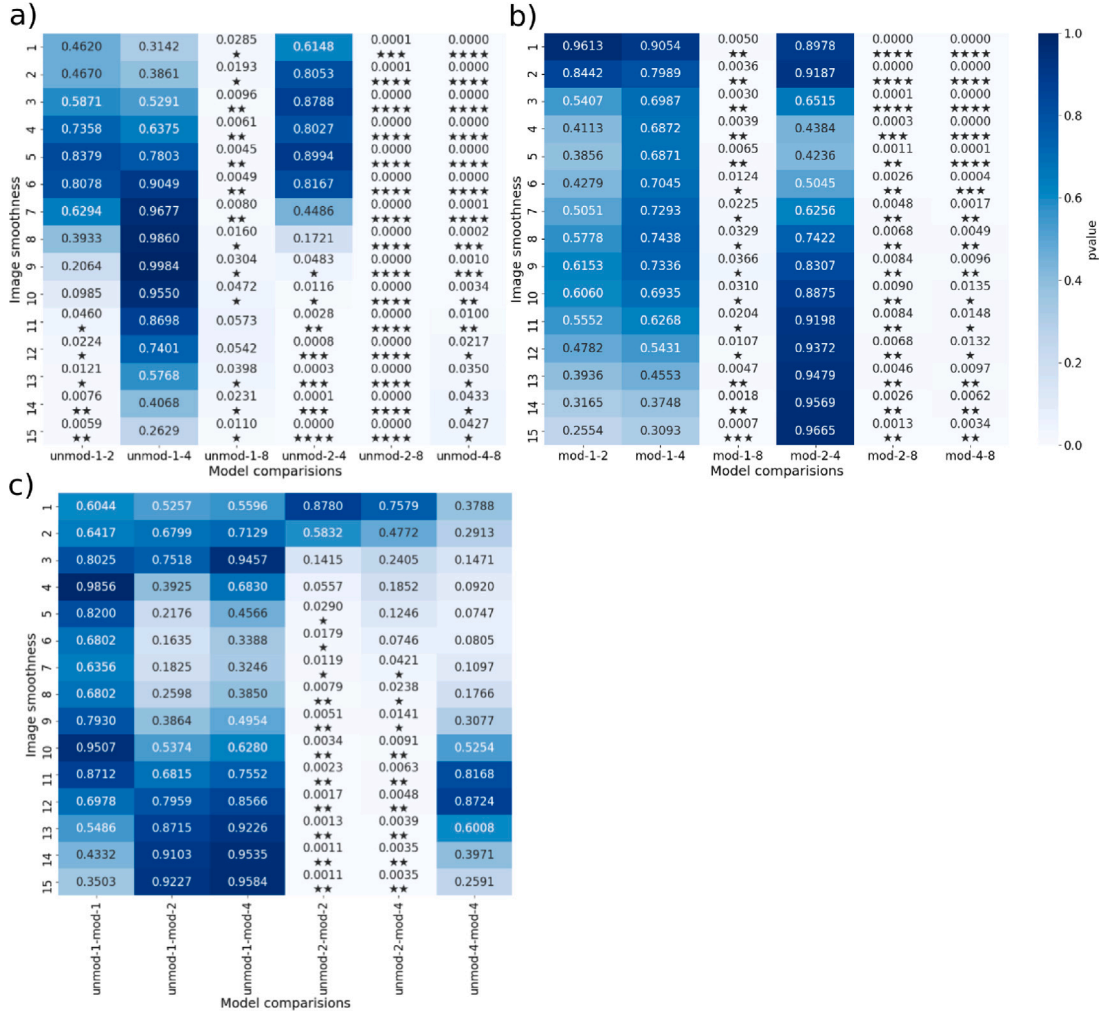 a)
Image smoothness
1 0.4620 0.3142 0.0285 0.6148 0.0001 0.0000
★ ★★★ ★★★★
2 0.4670 0.3861 0.0193 0.8053 0.0001 0.0000
★ ★★★★ ★★★★
3 0.5871 0.5291 0.0096 0.8788 0.0000 0.0000
★★ ★★★★ ★★★★
4 0.7358 0.6375 0.0061 0.8027 0.0000 0.0000
★★ ★★★★ ★★★★
5 0.8379 0.7803 0.0045 0.8994 0.0000 0.0000
★★ ★★★★ ★★★★
6 0.8078 0.9049 0.0049 0.8167 0.0000 0.0000
★★ ★★★★ ★★★★
7 0.6294 0.9677 0.0080 0.4486 0.0000 0.0001
★★ ★★★★ ★★★★
8 0.3933 0.9860 0.0160 0.1721 0.0000 0.0002
★ ★★★★ ★★★
9 0.2064 0.9984 0.0304 0.0483 0.0000 0.0010
★ ★ ★★★★ ★★★
10 0.0985 0.9550 0.0472 0.0116 0.0000 0.0034
★ ★ ★★★★ ★★
11 0.0460 0.8698 0.0573 0.0028 0.0000 0.0100
★ ★★ ★★★★ ★★
12 0.0224 0.7401 0.0542 0.0008 0.0000 0.0217
★ ★★★ ★★★★ ★
13 0.0121 0.5768 0.0398 0.0003 0.0000 0.0350
★ ★ ★★★ ★★★★ ★
14 0.0076 0.4068 0.0231 0.0001 0.0000 0.0433
★★ ★ ★★★ ★★★★ ★
15 0.0059 0.2629 0.0110 0.0000 0.0000 0.0427
★★ ★ ★★★★ ★★★★ ★
unmod-1-2 unmod-1-4 unmod-1-8 unmod-2-4 unmod-2-8 unmod-4-8
Model comparisions
b)
1 0.9613 0.9054 0.0050 0.8978 0.0000 0.0000
★★ ★★★★ ★★★★
2 0.8442 0.7989 0.0036 0.9187 0.0000 0.0000
★★ ★★★★ ★★★★
3 0.5407 0.6987 0.0030 0.6515 0.0001 0.0000
★★ ★★★★ ★★★★
4 0.4113 0.6872 0.0039 0.4384 0.0003 0.0000
★★ ★★★ ★★★★
5 0.3856 0.6871 0.0065 0.4236 0.0011 0.0001
★★ ★★ ★★★★
6 0.4279 0.7045 0.0124 0.5045 0.0026 0.0004
★ ★★ ★★★
7 0.5051 0.7293 0.0225 0.6256 0.0048 0.0017
★ ★★ ★★
8 0.5778 0.7438 0.0329 0.7422 0.0068 0.0049
★ ★★ ★★
9 0.6153 0.7336 0.0366 0.8307 0.0084 0.0096
★ ★★ ★★
10 0.6060 0.6935 0.0310 0.8875 0.0090 0.0135
★ ★★ ★
11 0.5552 0.6268 0.0204 0.9198 0.0084 0.0148
★ ★★ ★
12 0.4782 0.5431 0.0107 0.9372 0.0068 0.0132
★ ★★ ★
13 0.3936 0.4553 0.0047 0.9479 0.0046 0.0097
★★ ★★ ★★
14 0.3165 0.3748 0.0018 0.9569 0.0026 0.0062
★★ ★★ ★★
15 0.2554 0.3093 0.0007 0.9665 0.0013 0.0034
★★★ ★★ ★★
mod-1-2 mod-1-4 mod-1-8 mod-2-4 mod-2-8 mod-4-8
Model comparisions
1.0
0.8
0.6
0.4
0.2
0.0
pvalue
c)
Image smoothness
1 0.6044 0.5257 0.5596 0.8780 0.7579 0.3788
2 0.6417 0.6799 0.7129 0.5832 0.4772 0.2913
3 0.8025 0.7518 0.9457 0.1415 0.2405 0.1471
4 0.9856 0.3925 0.6830 0.0557 0.1852 0.0920
5 0.8200 0.2176 0.4566 0.0290 0.1246 0.0747
★
6 0.6802 0.1635 0.3388 0.0179 0.0746 0.0805
★
7 0.6356 0.1825 0.3246 0.0119 0.0421 0.1097
★ ★
8 0.6802 0.2598 0.3850 0.0079 0.0238 0.1766
★★ ★
9 0.7930 0.3864 0.4954 0.0051 0.0141 0.3077
★★ ★
10 0.9507 0.5374 0.6280 0.0034 0.0091 0.5254
★★ ★★
11 0.8712 0.6815 0.7552 0.0023 0.0063 0.8168
★★ ★★
12 0.6978 0.7959 0.8566 0.0017 0.0048 0.8724
★★ ★★
13 0.5486 0.8715 0.9226 0.0013 0.0039 0.6008
★★ ★★
14 0.4332 0.9103 0.9535 0.0011 0.0035 0.3971
★★ ★★
15 0.3503 0.9227 0.9584 0.0011 0.0035 0.2591
★★ ★★
unmod-1-mod-1 unmod-1-mod-2 unmod-1-mod-4 unmod-2-mod-2 unmod-2-mod-4 unmod-4-mod-4
Model comparisions